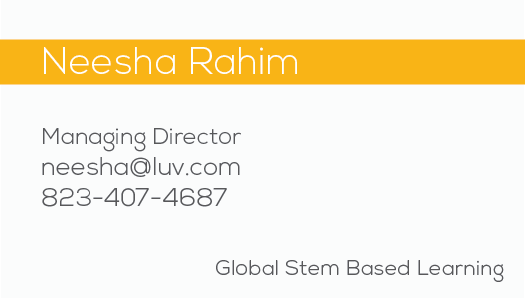 Neesha Rahim
Managing Director
neesha@luv.com
823-407-4687
Global Stem Based Learning